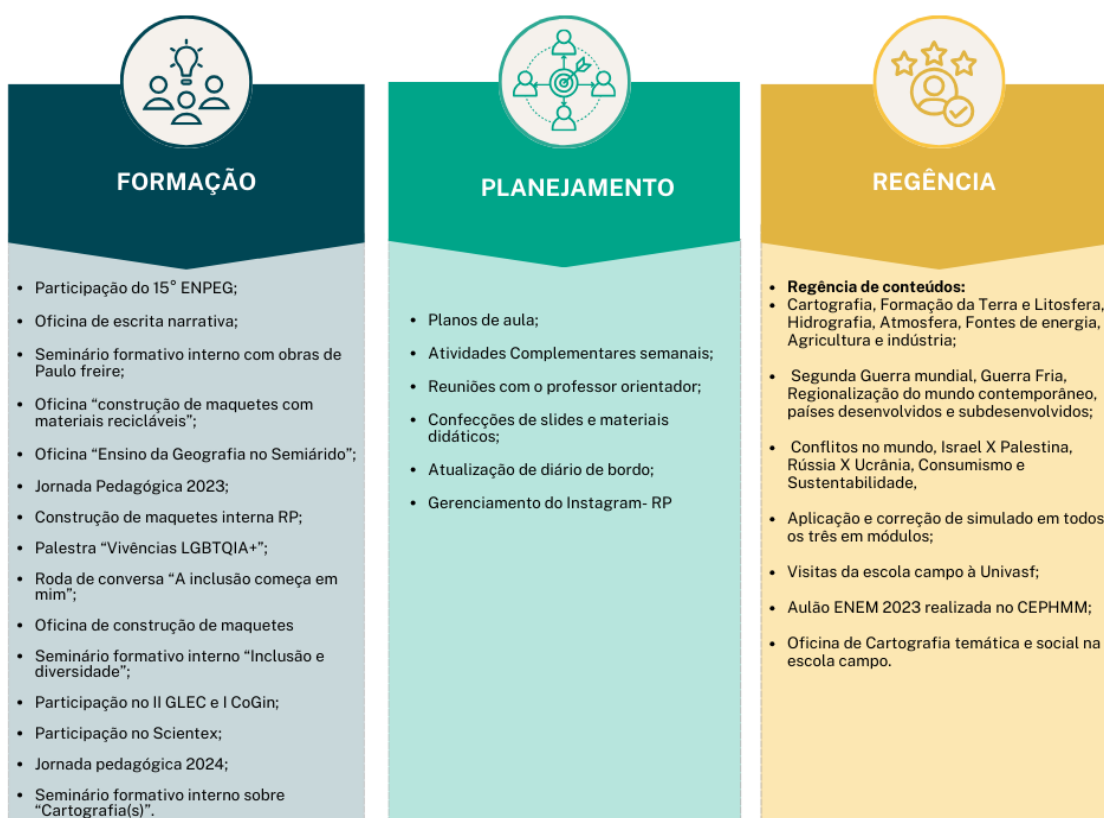 FORMAÇÃO
• Participação do 15° ENPEG;
• Oficina de escrita narrativa;
• Seminário formativo interno com obras de
Paulo freire;
• Oficina “construção de maquetes com
materiais recicláveis”;
• Oficina “Ensino da Geografia no Semiárido”;
• Jornada Pedagógica 2023;
• Construção de maquetes interna RP;
• Palestra “Vivências LGBTQIA+”;
• Roda de conversa “A inclusão começa em
mim”;
• Oficina de construção de maquetes
• Seminário formativo interno “Inclusão e
diversidade”;
• Participação no II GLEC e I CoGin;
• Participação no Scientex;
• Jornada pedagógica 2024;
• Seminário formativo interno sobre
“Cartografia(s)”.
PLANEJAMENTO
• Planos de aula;
• Atividades Complementares semanais;
• Reuniões com o professor orientador;
• Confecções de slides e materiais
didáticos;
• Atualização de diário de bordo;
• Gerenciamento do Instagram- RP
REGÊNCIA
• Regência de conteúdos:
• Cartografia, Formação da Terra e Litosfera,
Hidrografia, Atmosfera, Fontes de energia,
Agricultura e indústria;
• Segunda Guerra mundial, Guerra Fria,
Regionalização do mundo contemporâneo,
países desenvolvidos e subdesenvolvidos;
• Conflitos no mundo, Israel X Palestina,
Rússia X Ucrânia, Consumismo e
Sustentabilidade,
• Aplicação e correção de simulado em todos
os três em módulos;
• Visitas da escola campo à Univasf;
• Aulão ENEM 2023 realizada no CEPHMM;
• Oficina de Cartografia temática e social na
escola campo.